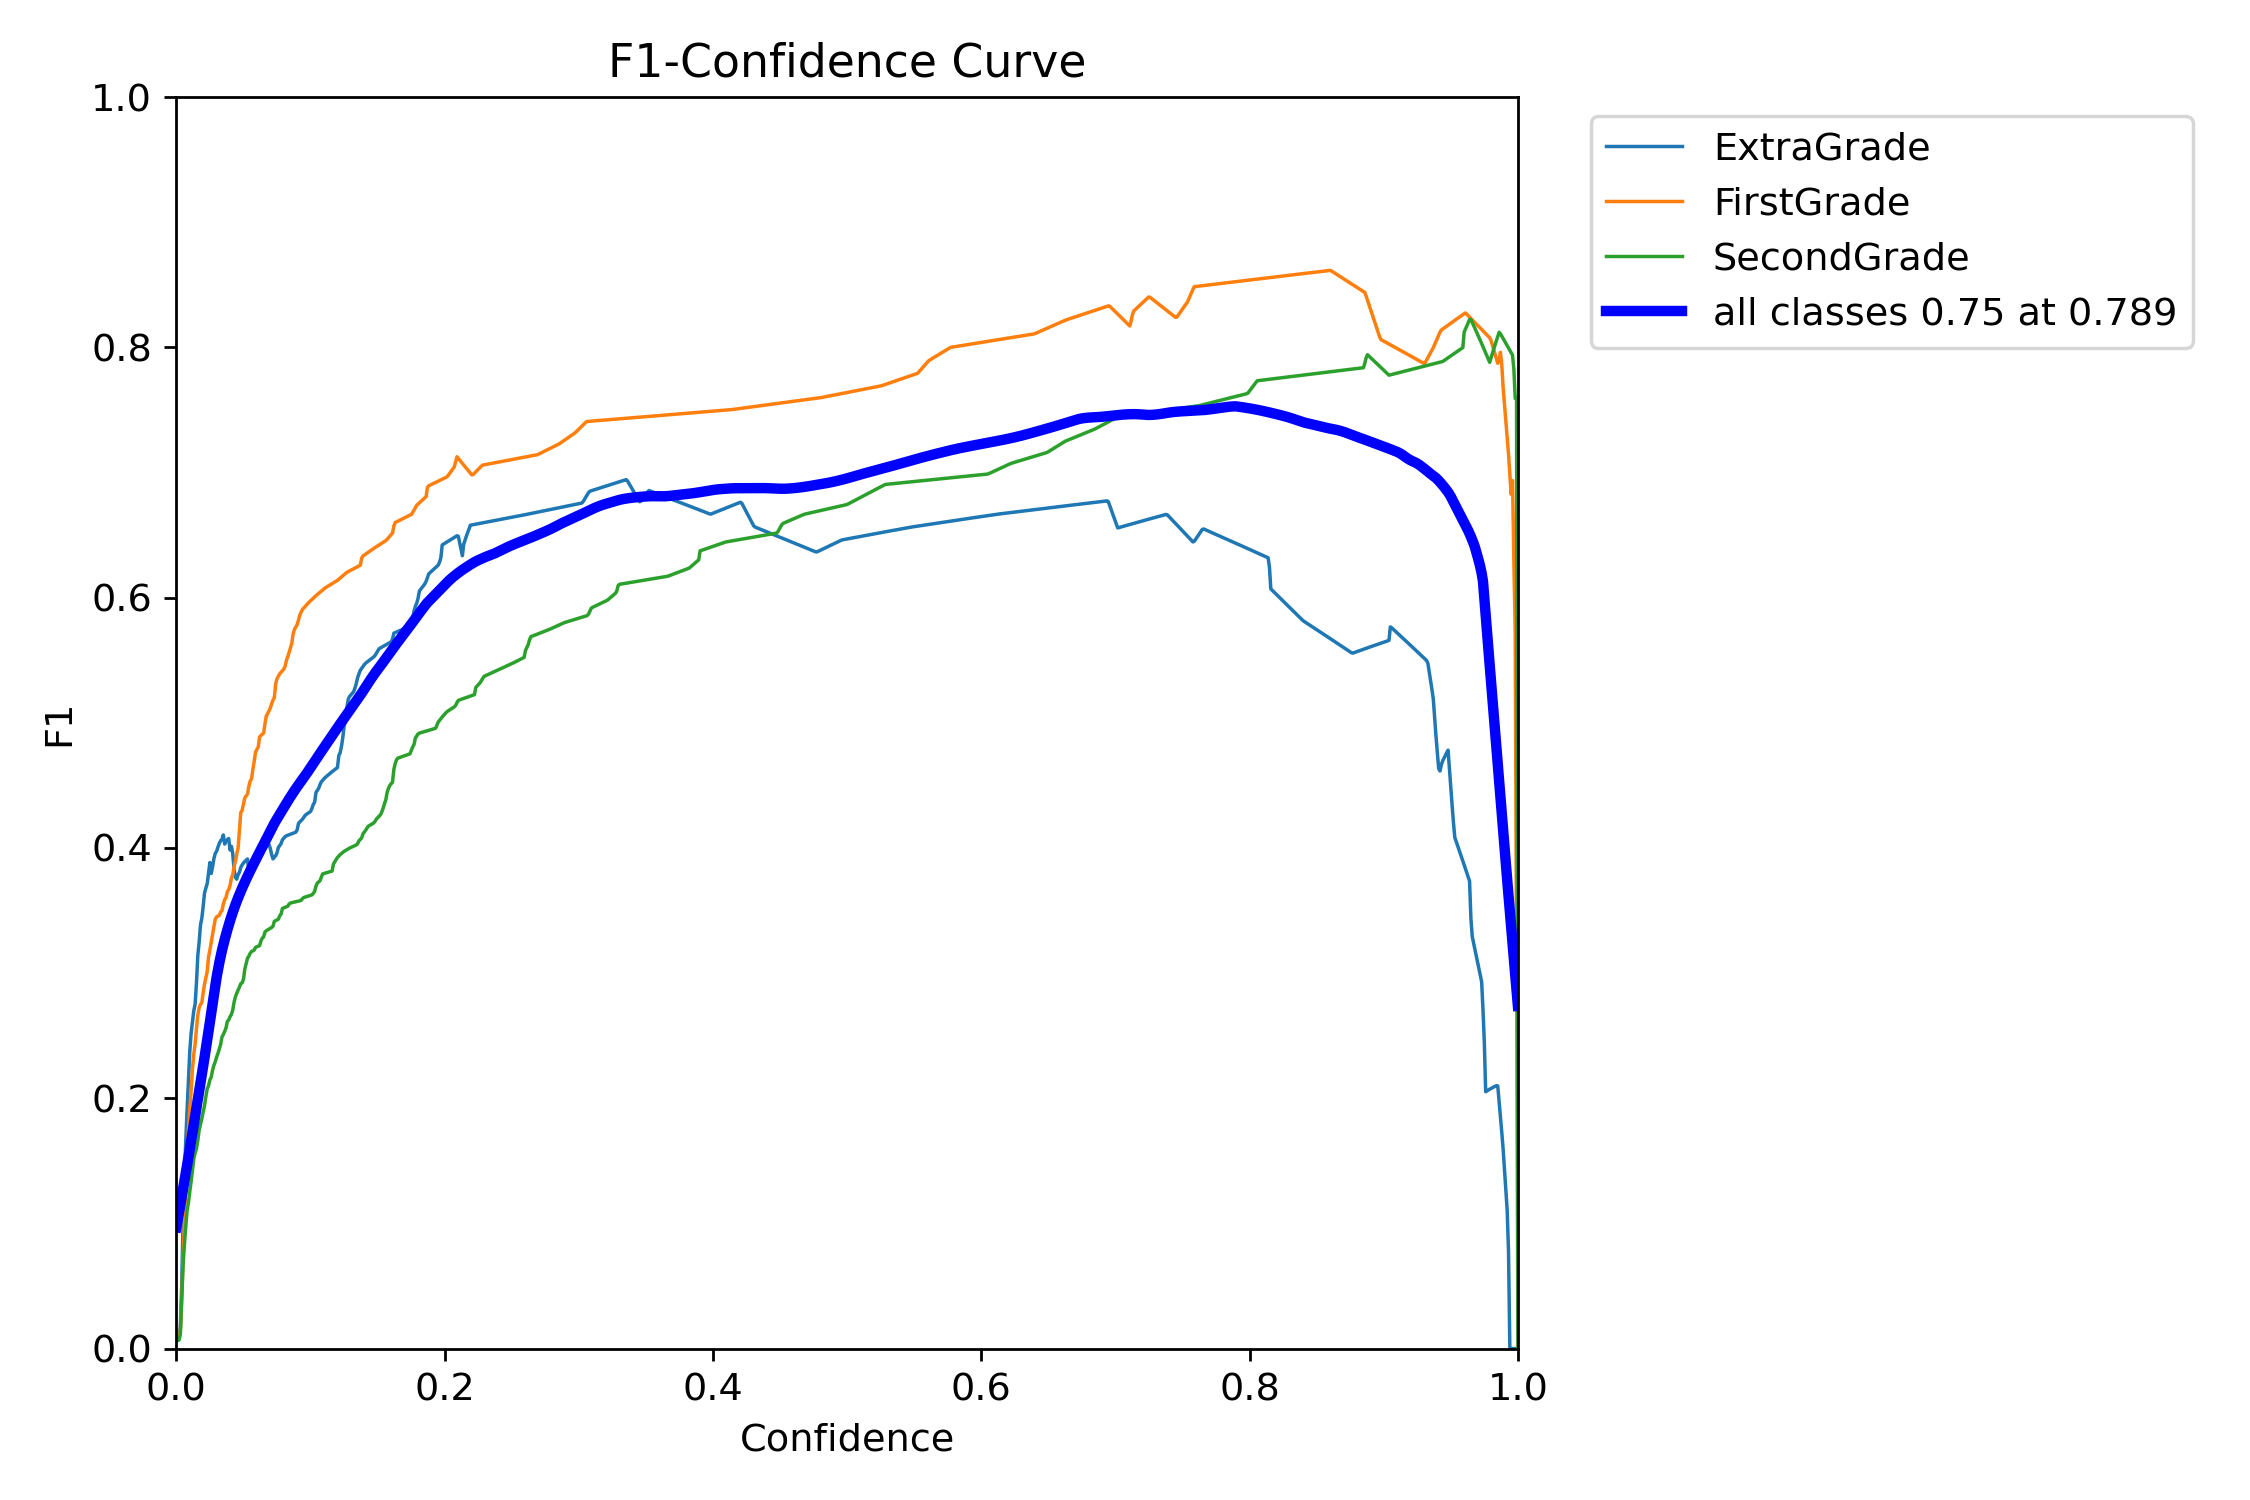 F1-Confidence Curve
1.0
0.8
0.6
0.4
0.2
0.0
F1
0.0 0.2 0.4 0.6 0.8 1.0
Confidence
ExtraGrade
FirstGrade
SecondGrade
all classes 0.75 at 0.789